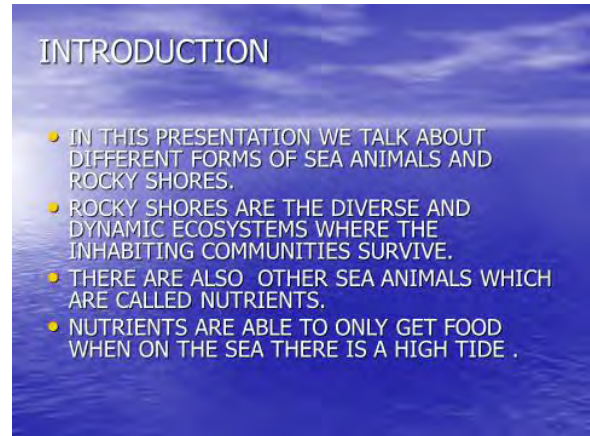 INTRODUCTION
• IN THIS PRESENTATION WE TALK ABOUT
DIFFERENT FORMS OF SEA ANIMALS AND
ROCKY SHORES.
• ROCKY SHORES ARE THE DIVERSE AND
DYNAMIC ECOSYSTEMS WHERE THE
INHABITING COMMUNITIES SURVIVE.
• THERE ARE ALSO  OTHER SEA ANIMALS WHICH
ARE CALLED NUTRIENTS.
• NUTRIENTS ARE ABLE TO ONLY GET FOOD
WHEN ON THE SEA THERE IS A HIGH TIDE .